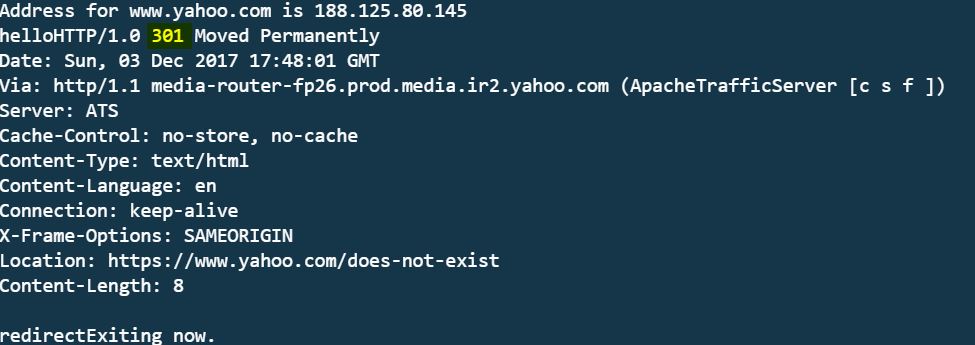 Address for www.yahoo.com is 188.125.80.145
helloHTTP/1.0 301 Moved Permanently
Date: Sun, 03 Dec 2017 17:48:01 GMT
Via: http/1.1 media-router-fp26.prod.media.ir2.yahoo.com (ApacheTrafficServer [c s f ])
Server: ATS
Cache-Control: no-store, no-cache
Content-Type: text/html
Content-Language: en
Connection: keep-alive
X-Frame-Options: SAMEORIGIN
Location: https://www.yahoo.com/does-not-exist
Content-Length: 8
redirectExiting now.